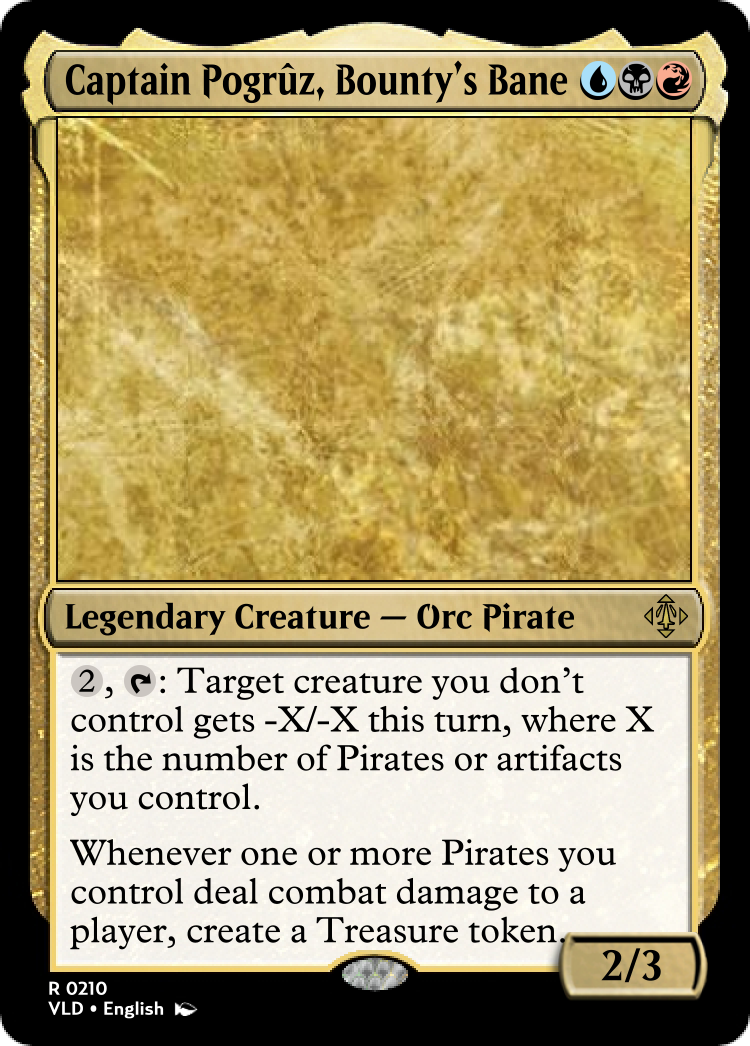 Captain Pogrûz, Bounty's Bane
Legendary Creature — Orc Pirate
2, : Target creature you don't
control gets -X/-X this turn, where X
is the number of Pirates or artifacts
you control.
Whenever one or more Pirates you
control deal combat damage to a
player, create a Treasure token.
2/3
R 0210
VLD • English